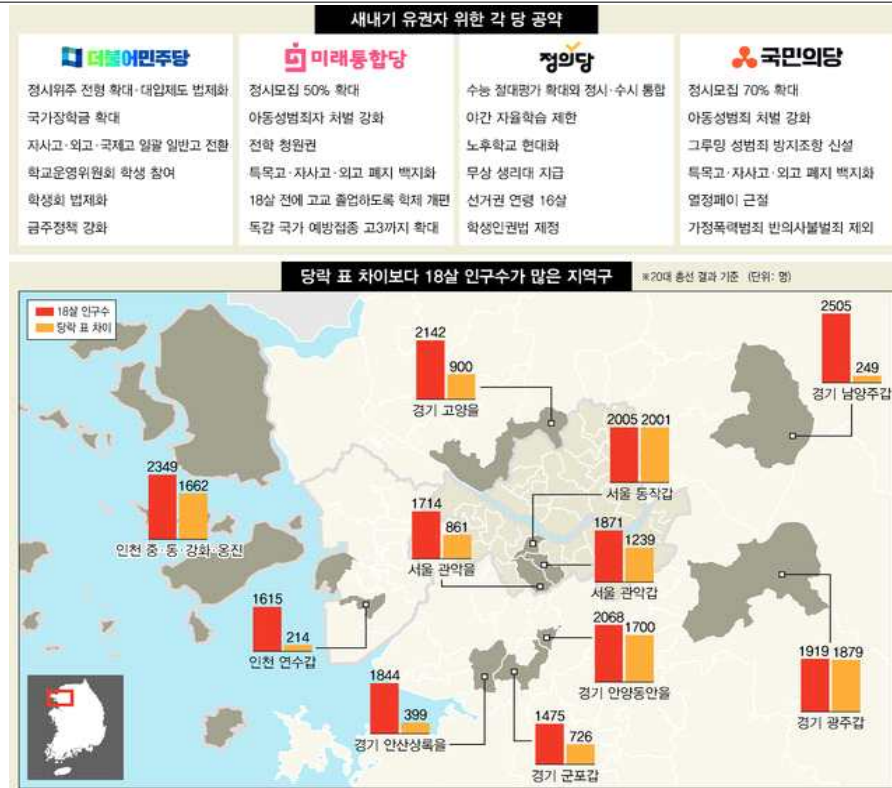 새내기 유권자 위한 각 당 공약
더불어민주당
정시위주 전형 확대·대입제도 법제화
국가장학금 확대
자사고·외고·국제고 일괄 일반고 전환
학교운영위원회 학생 참여
학생회 법제화
금주정책 강화
미래통합당
정시모집 50% 확대
아동성범죄자 처벌 강화
전학 청원권
특목고·자사고·외고 폐지 백지화
18살 전에 고교 졸업하도록 학제 개편
독감 국가 예방접종 고3까지 확대
정의당
수능 절대평가 확대와 정시·수시 통합
야간 자율학습 제한
노후학교 현대화
무상 생리대 지급
선거권 연령 16살
학생인권법 제정
국민의당
정시모집 70% 확대
아동성범죄 처벌 강화
그루밍 성범죄 방지조항 신설
특목고·자사고·외고 폐지 백지화
열정페이 근절
가정폭력범죄 반의사불벌죄 제외
당락 표 차이보다 18살 인구수가 많은 지역구
※20대 총선 결과 기준 (단위: 명)
18살 인구수
당락 표 차이
2505
249
경기 남양주갑
2142
900
경기 고양을
2005 2001
서울 동작갑
2349
1662
인천 중·동·강화·옹진
1714
861
서울 관악을
1871
1239
서울 관악갑
1615
214
인천 연수갑
2068
1700
경기 안양동안을
1919 1879
경기 광주갑
1844
399
경기 안산상록을
1475
726
경기 군포갑